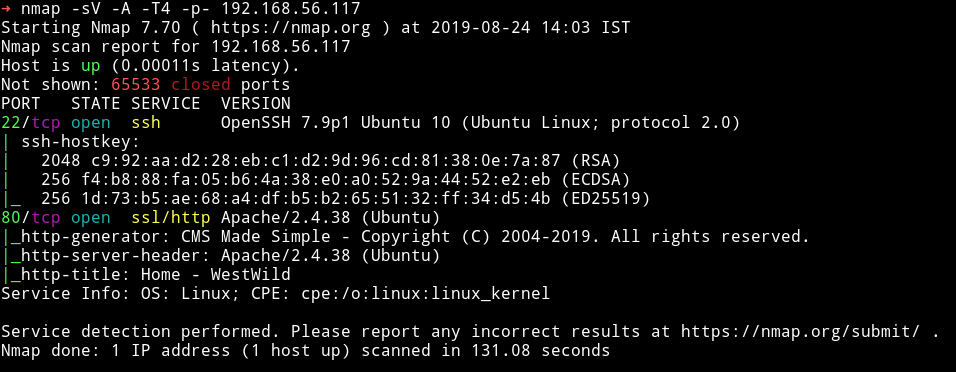 ➜ nmap -sV -A -T4 -p- 192.168.56.117
Starting Nmap 7.70 ( https://nmap.org ) at 2019-08-24 14:03 IST
Nmap scan report for 192.168.56.117
Host is up (0.00011s latency).
Not shown: 65533 closed ports
PORT   STATE SERVICE  VERSION
22/tcp open  ssh      OpenSSH 7.9p1 Ubuntu 10 (Ubuntu Linux; protocol 2.0)
| ssh-hostkey:
|   2048 c9:92:aa:d2:28:eb:c1:d2:9d:96:cd:81:38:0e:7a:87 (RSA)
|   256 f4:b8:88:fa:05:b6:4a:38:e0:a0:52:9a:44:52:e2:eb (ECDSA)
|_  256 1d:73:b5:ae:68:a4:df:b5:b2:65:51:32:ff:34:d5:4b (ED25519)
80/tcp open  ssl/http Apache/2.4.38 (Ubuntu)
|_http-generator: CMS Made Simple - Copyright (C) 2004-2019. All rights reserved.
|_http-server-header: Apache/2.4.38 (Ubuntu)
|_http-title: Home - WestWild
Service Info: OS: Linux; CPE: cpe:/o:linux:linux_kernel
Service detection performed. Please report any incorrect results at https://nmap.org/submit/ .
Nmap done: 1 IP address (1 host up) scanned in 131.08 seconds